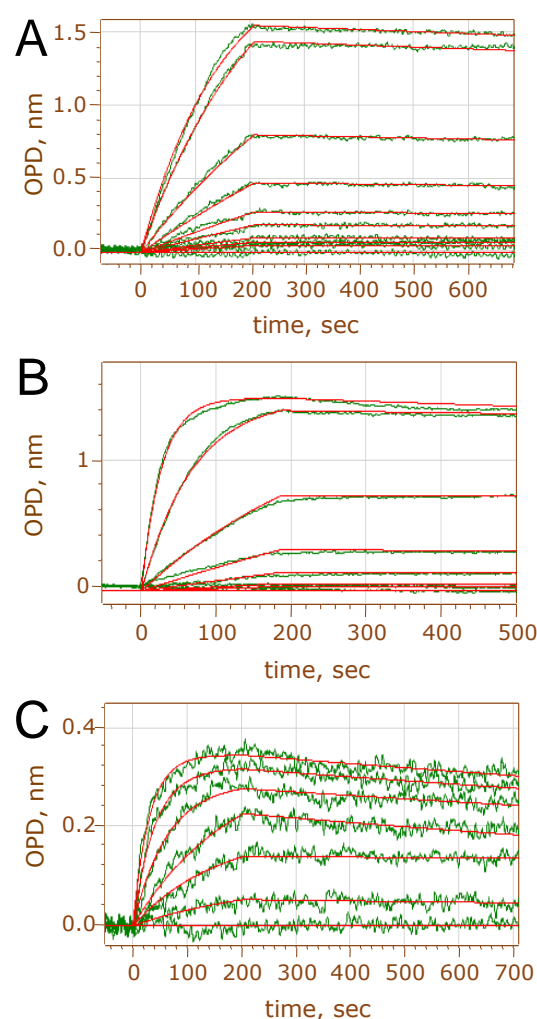 A
OPD, nm
1.5
1.0
0.5
0.0
0 100 200 300 400 500 600
time, sec
B
OPD, nm
1
0
0 100 200 300 400 500
time, sec
C
OPD, nm
0.4
0.2
0.0
0 100 200 300 400 500 600 700
time, sec